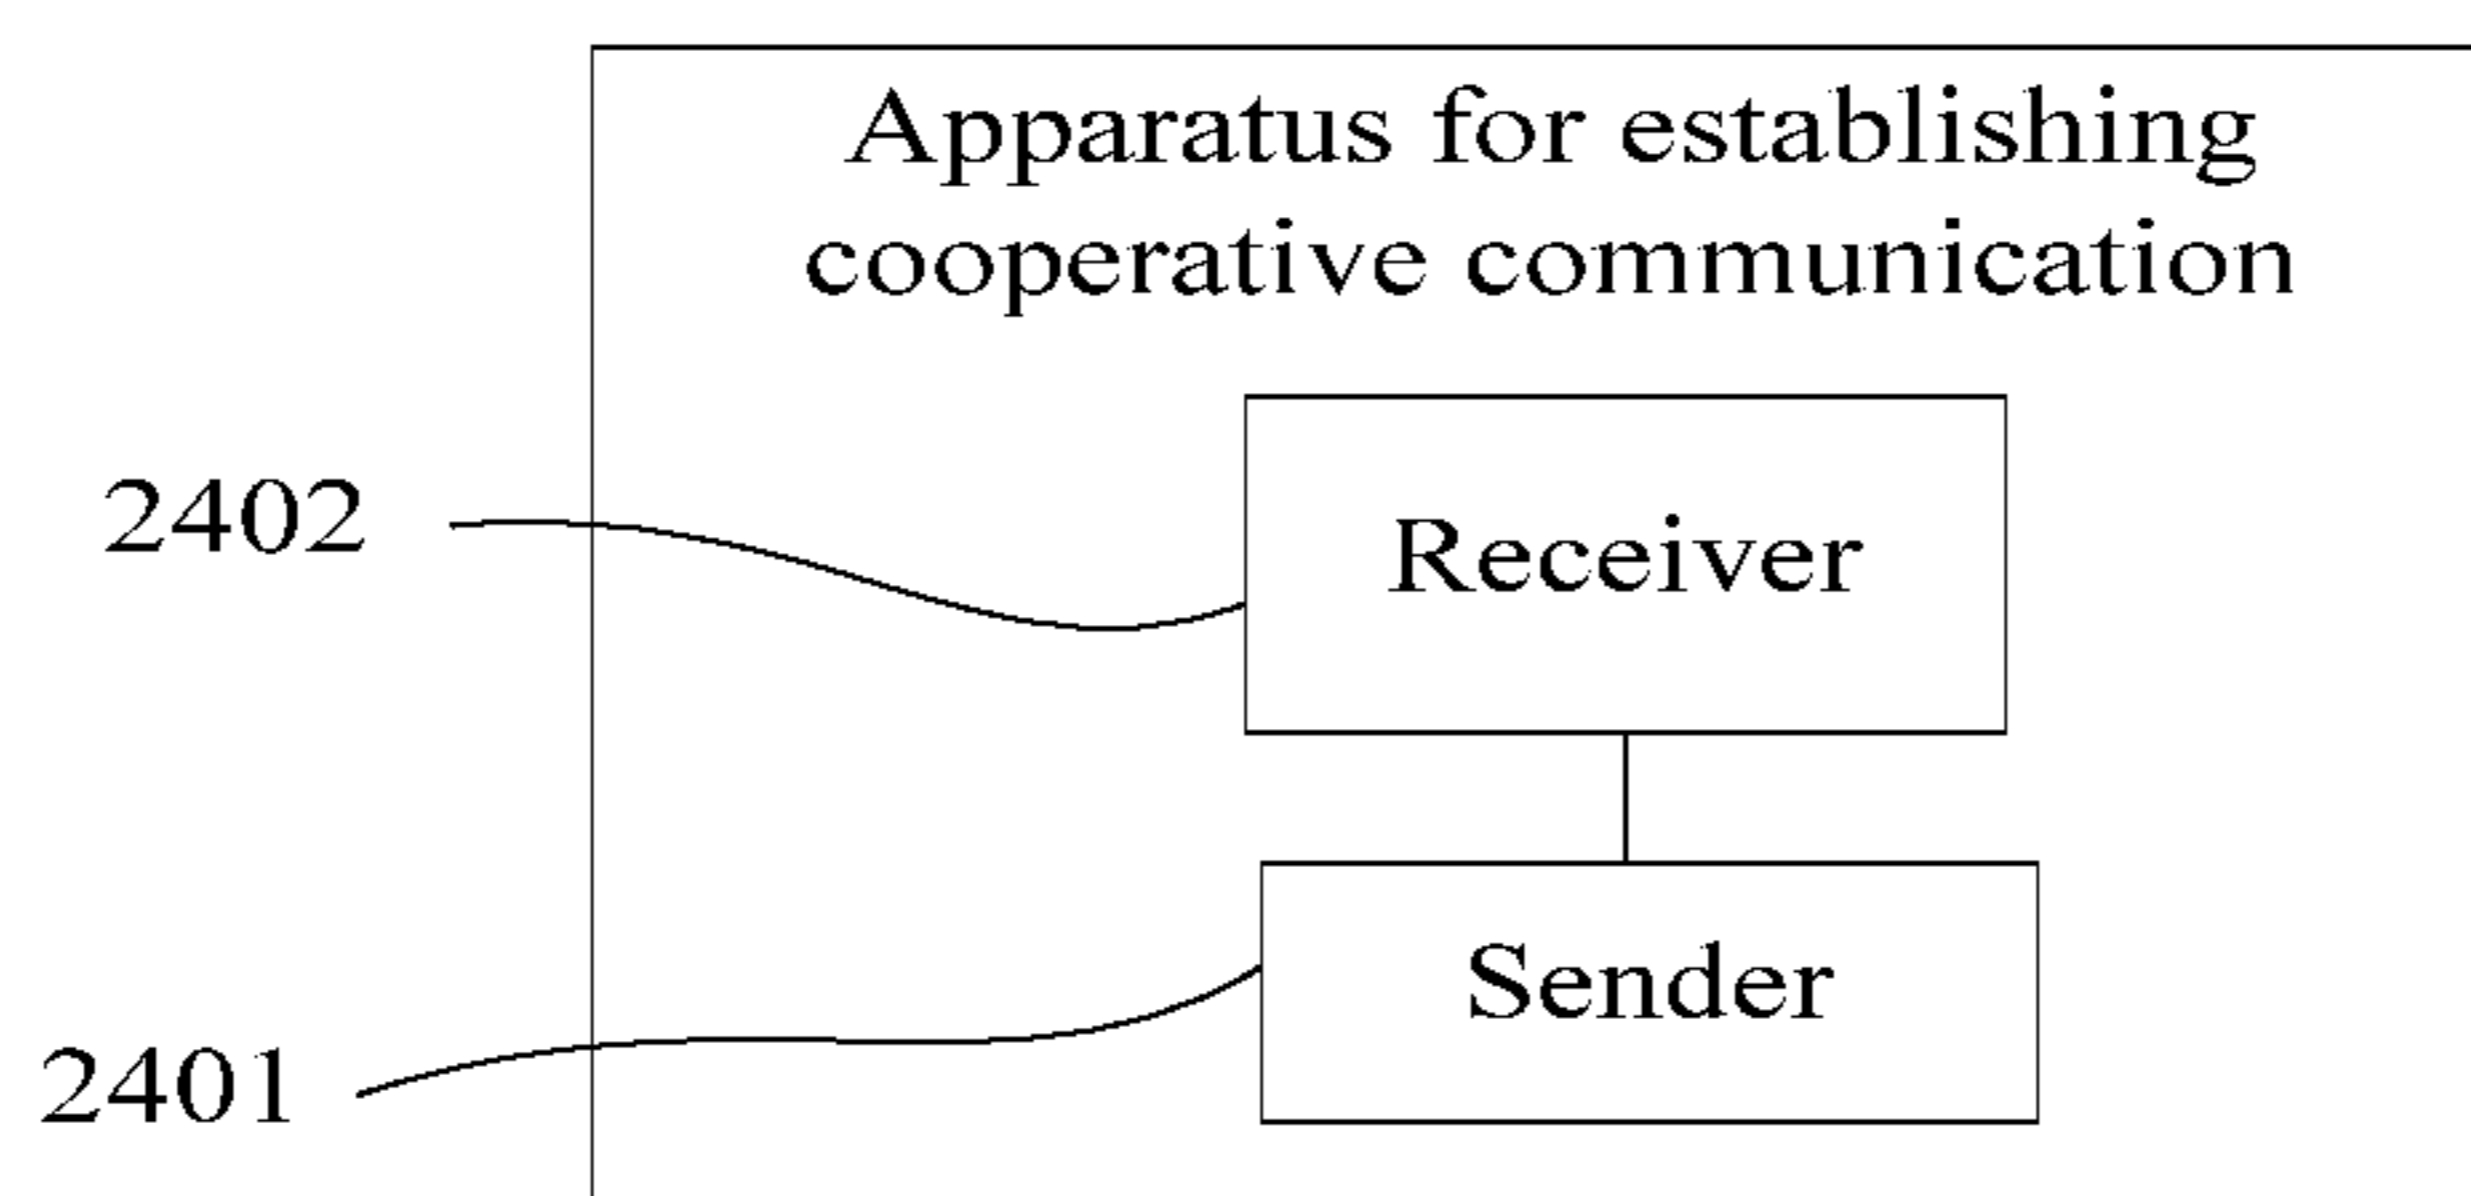 Apparatus for establishing
cooperative communication
2402
Receiver
Sender
2401